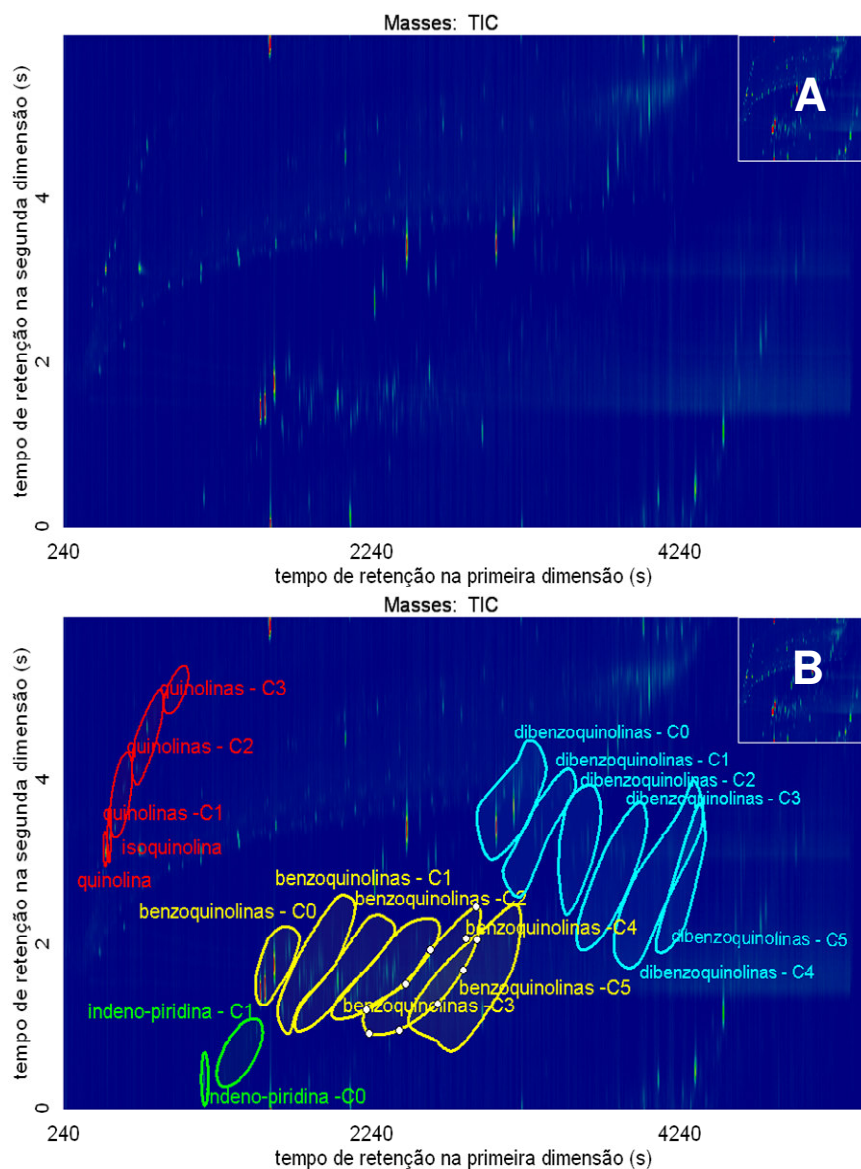 Masses: TIC
A
tempo de retenção na segunda dimensão (s)
4
2
0
240
2240
4240
tempo de retenção na primeira dimensão (s)
Masses: TIC
B
tempo de retenção na segunda dimensão (s)
4
2
0
quinolinas - C3
quinolinas - C2
quinolinas -C1
isoquinolina
quinolina
dibenzoquinolinas - C0
dibenzoquinolinas - C1
dibenzoquinolinas - C2
dibenzoquinolinas - C3
benzoquinolinas - C1
benzoquinolinas - C2
benzoquinolinas - C0
benzoquinolinas -C4
dibenzoquinolinas - C5
dibenzoquinolinas - C4
benzoquinolinas -C5
benzoquinolinas -C3
indeno-piridina - C1
indeno-piridina -C0
240
2240
4240
tempo de retenção na primeira dimensão (s)